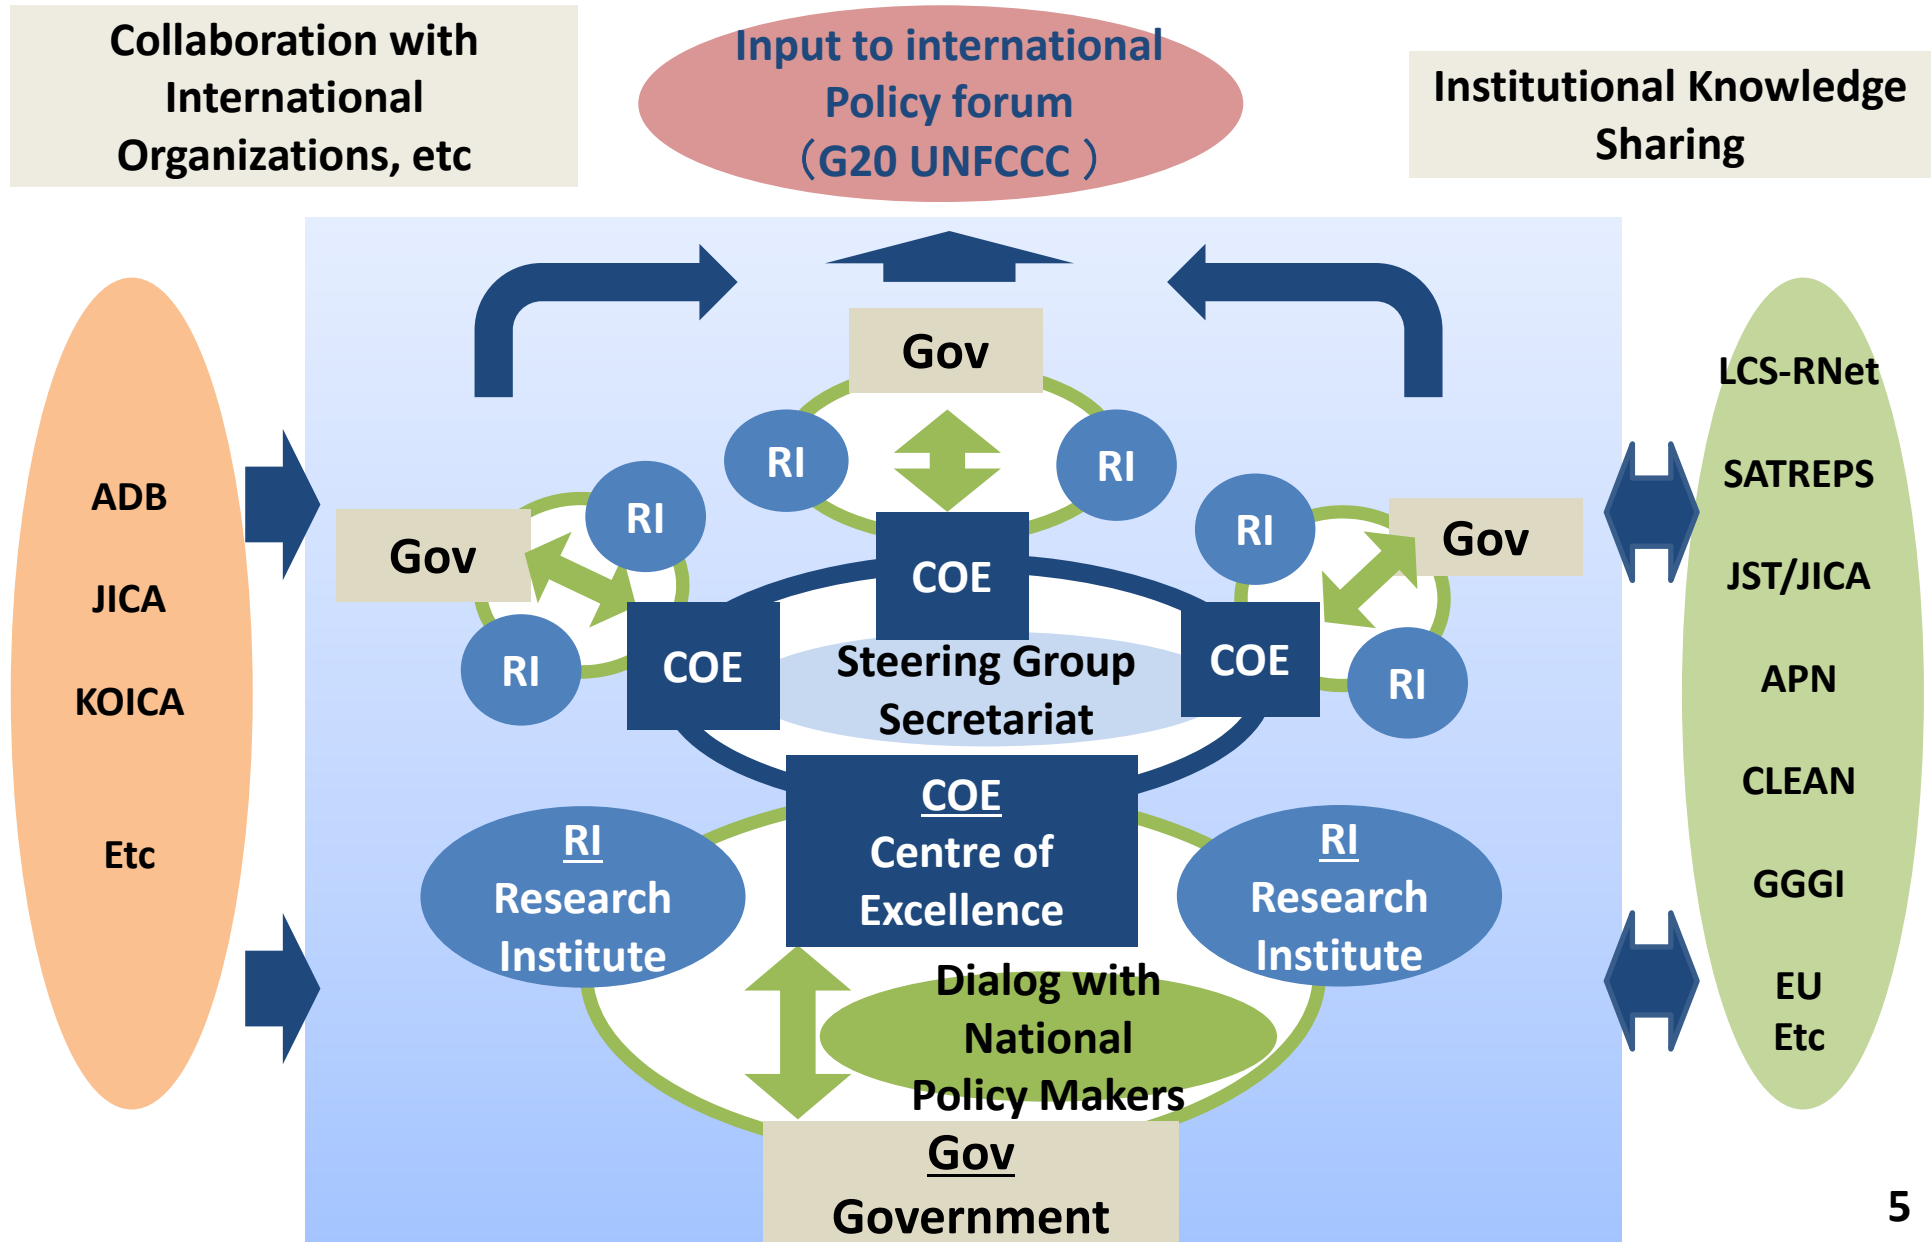 Collaboration with
International
Organizations, etc
Input to international
Policy forum
（G20 UNFCCC ）
Institutional Knowledge
Sharing
ADB
JICA
KOICA
Etc
Gov
RI
RI
COE
Gov
RI
RI
COE
RI
Gov
RI
COE
Steering Group
Secretariat
COE
Centre of
Excellence
RI
Research
Institute
RI
Research
Institute
Dialog with
National
Policy Makers
Gov
Government
LCS-RNet
SATREPS
JST/JICA
APN
CLEAN
GGGI
EU
Etc
5